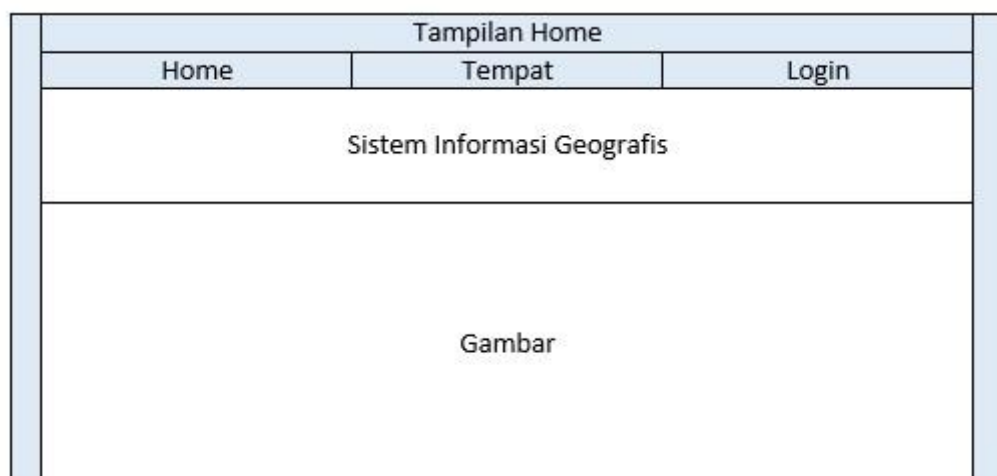 Tampilan Home
Home Tempat Login
Sistem Informasi Geografis
Gambar